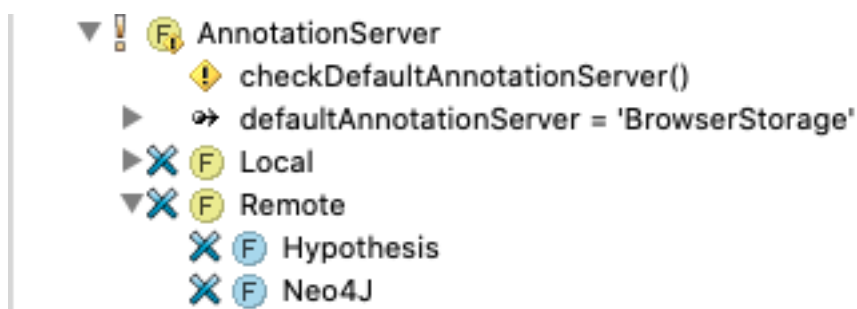 F AnnotationServer
checkDefaultAnnotationServer()
defaultAnnotationServer = 'BrowserStorage'
F Local
F Remote
F Hypothesis
F Neo4J